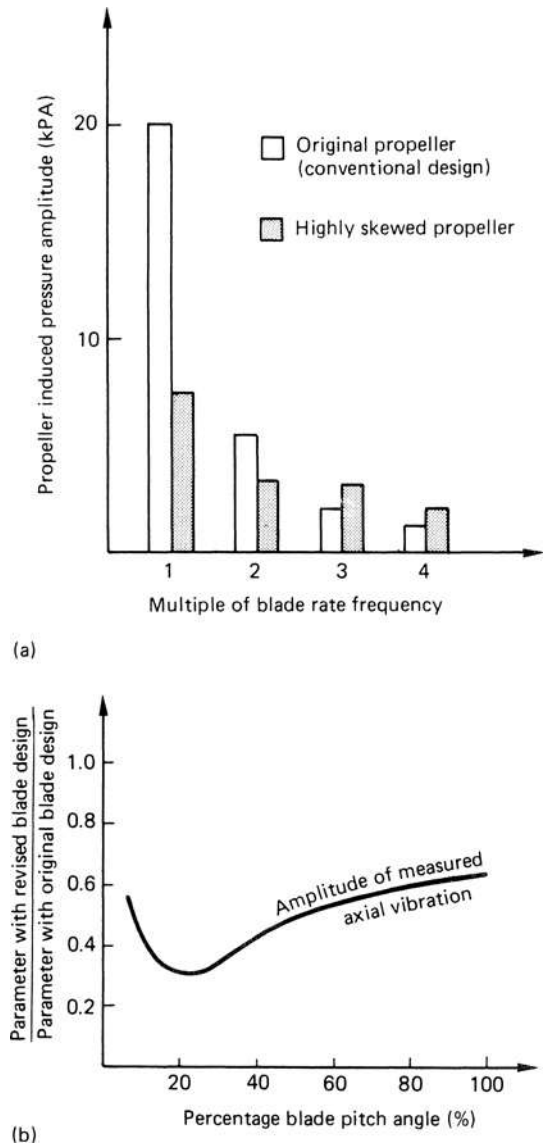 Propeller induced pressure amplitude (kPA)
20
10
Original propeller
(conventional design)
Highly skewed propeller
1 2 3 4
Multiple of blade rate frequency
(a)
Parameter with revised blade design
Parameter with original blade design
1.0
0.8
0.6
0.4
0.2
Amplitude of measured
axial vibration
20 40 60 80 100
Percentage blade pitch angle (%)
(b)